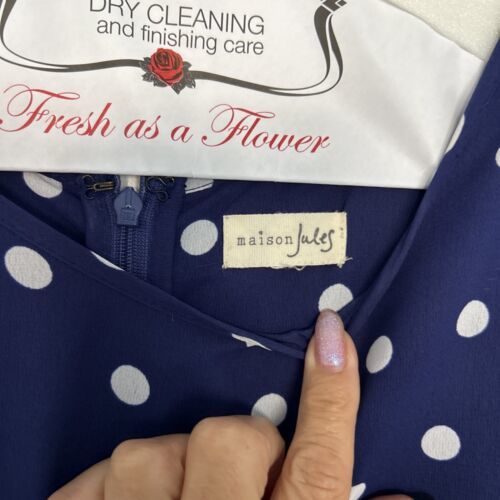 DRY CLEANING
and finishing care
Fresh as a Flower
maison Jules